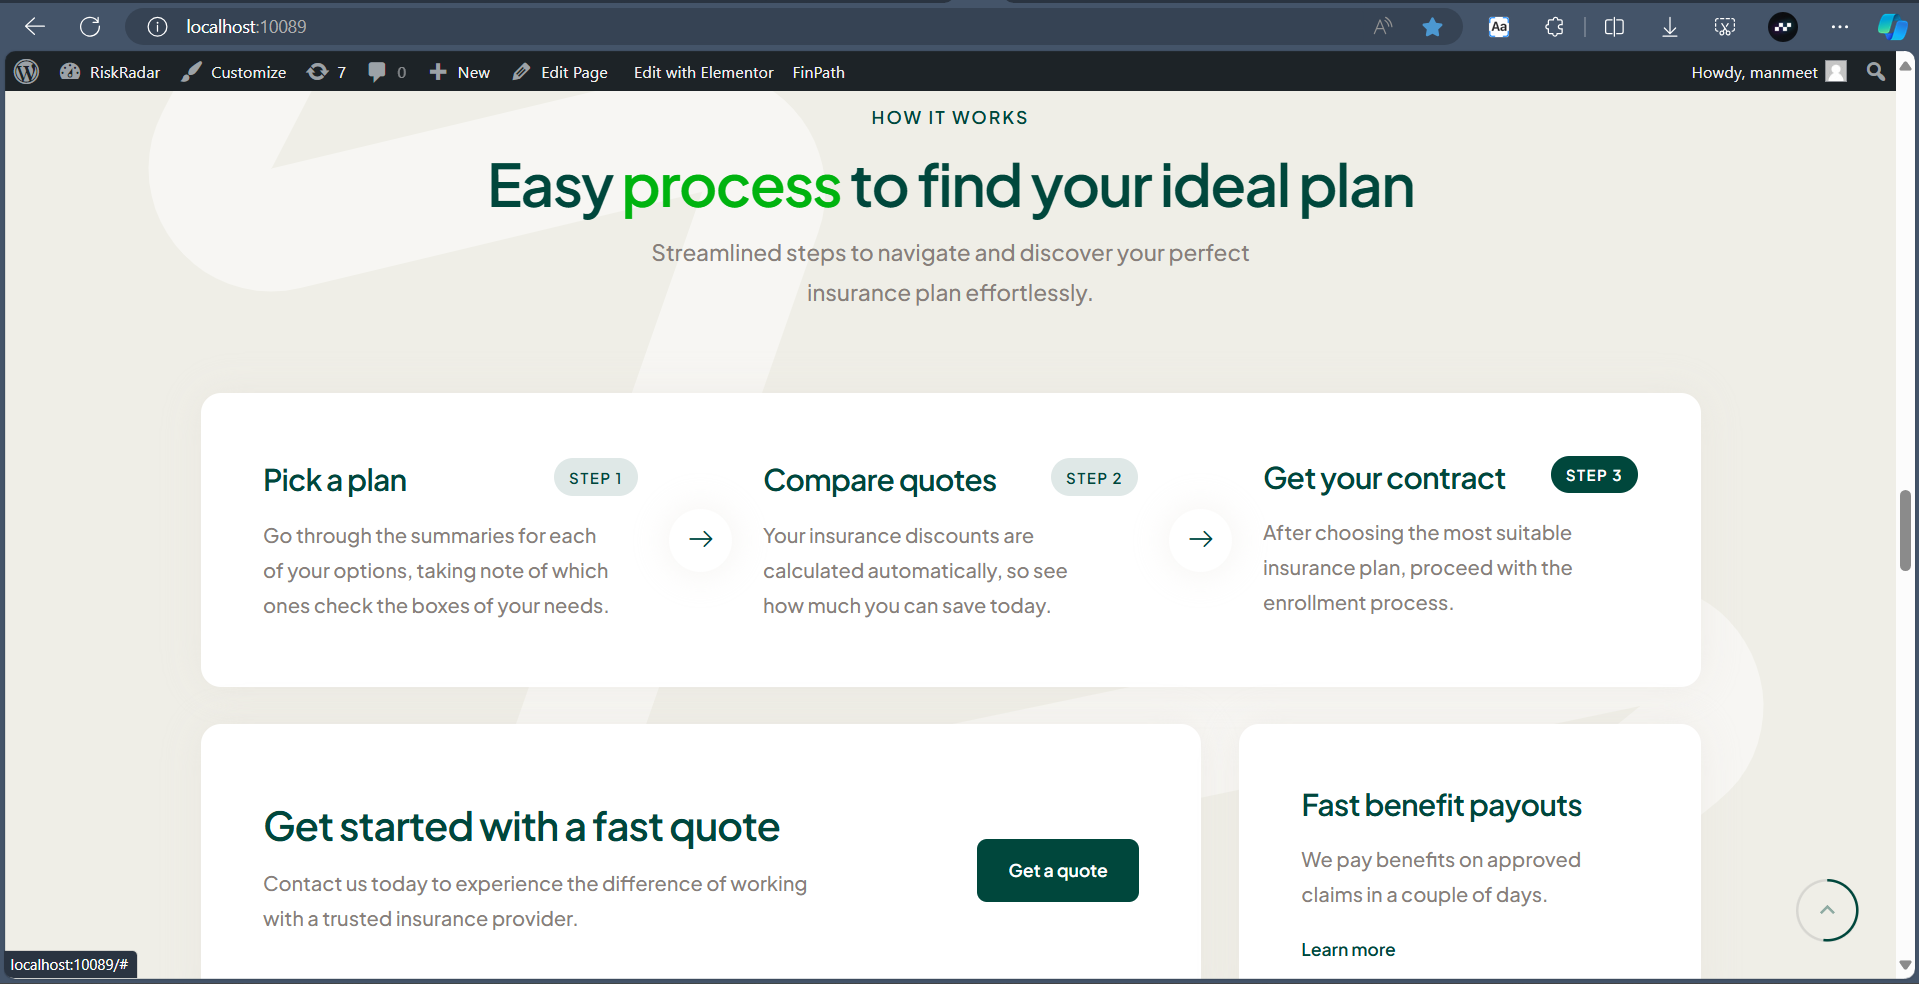 localhost:10089
RiskRadar Customize 7 0 New Edit Page Edit with Elementor FinPath Howdy, manmeet
HOW IT WORKS
Easy process to find your ideal plan
Streamlined steps to navigate and discover your perfect
insurance plan effortlessly.
Pick a plan
STEP 1
Go through the summaries for each
of your options, taking note of which
ones check the boxes of your needs.
Compare quotes
STEP 2
Your insurance discounts are
calculated automatically, so see
how much you can save today.
Get your contract
STEP 3
After choosing the most suitable
insurance plan, proceed with the
enrollment process.
Get started with a fast quote
Contact us today to experience the difference of working
with a trusted insurance provider.
Get a quote
Fast benefit payouts
We pay benefits on approved
claims in a couple of days.
Learn more
localhost:10089/#